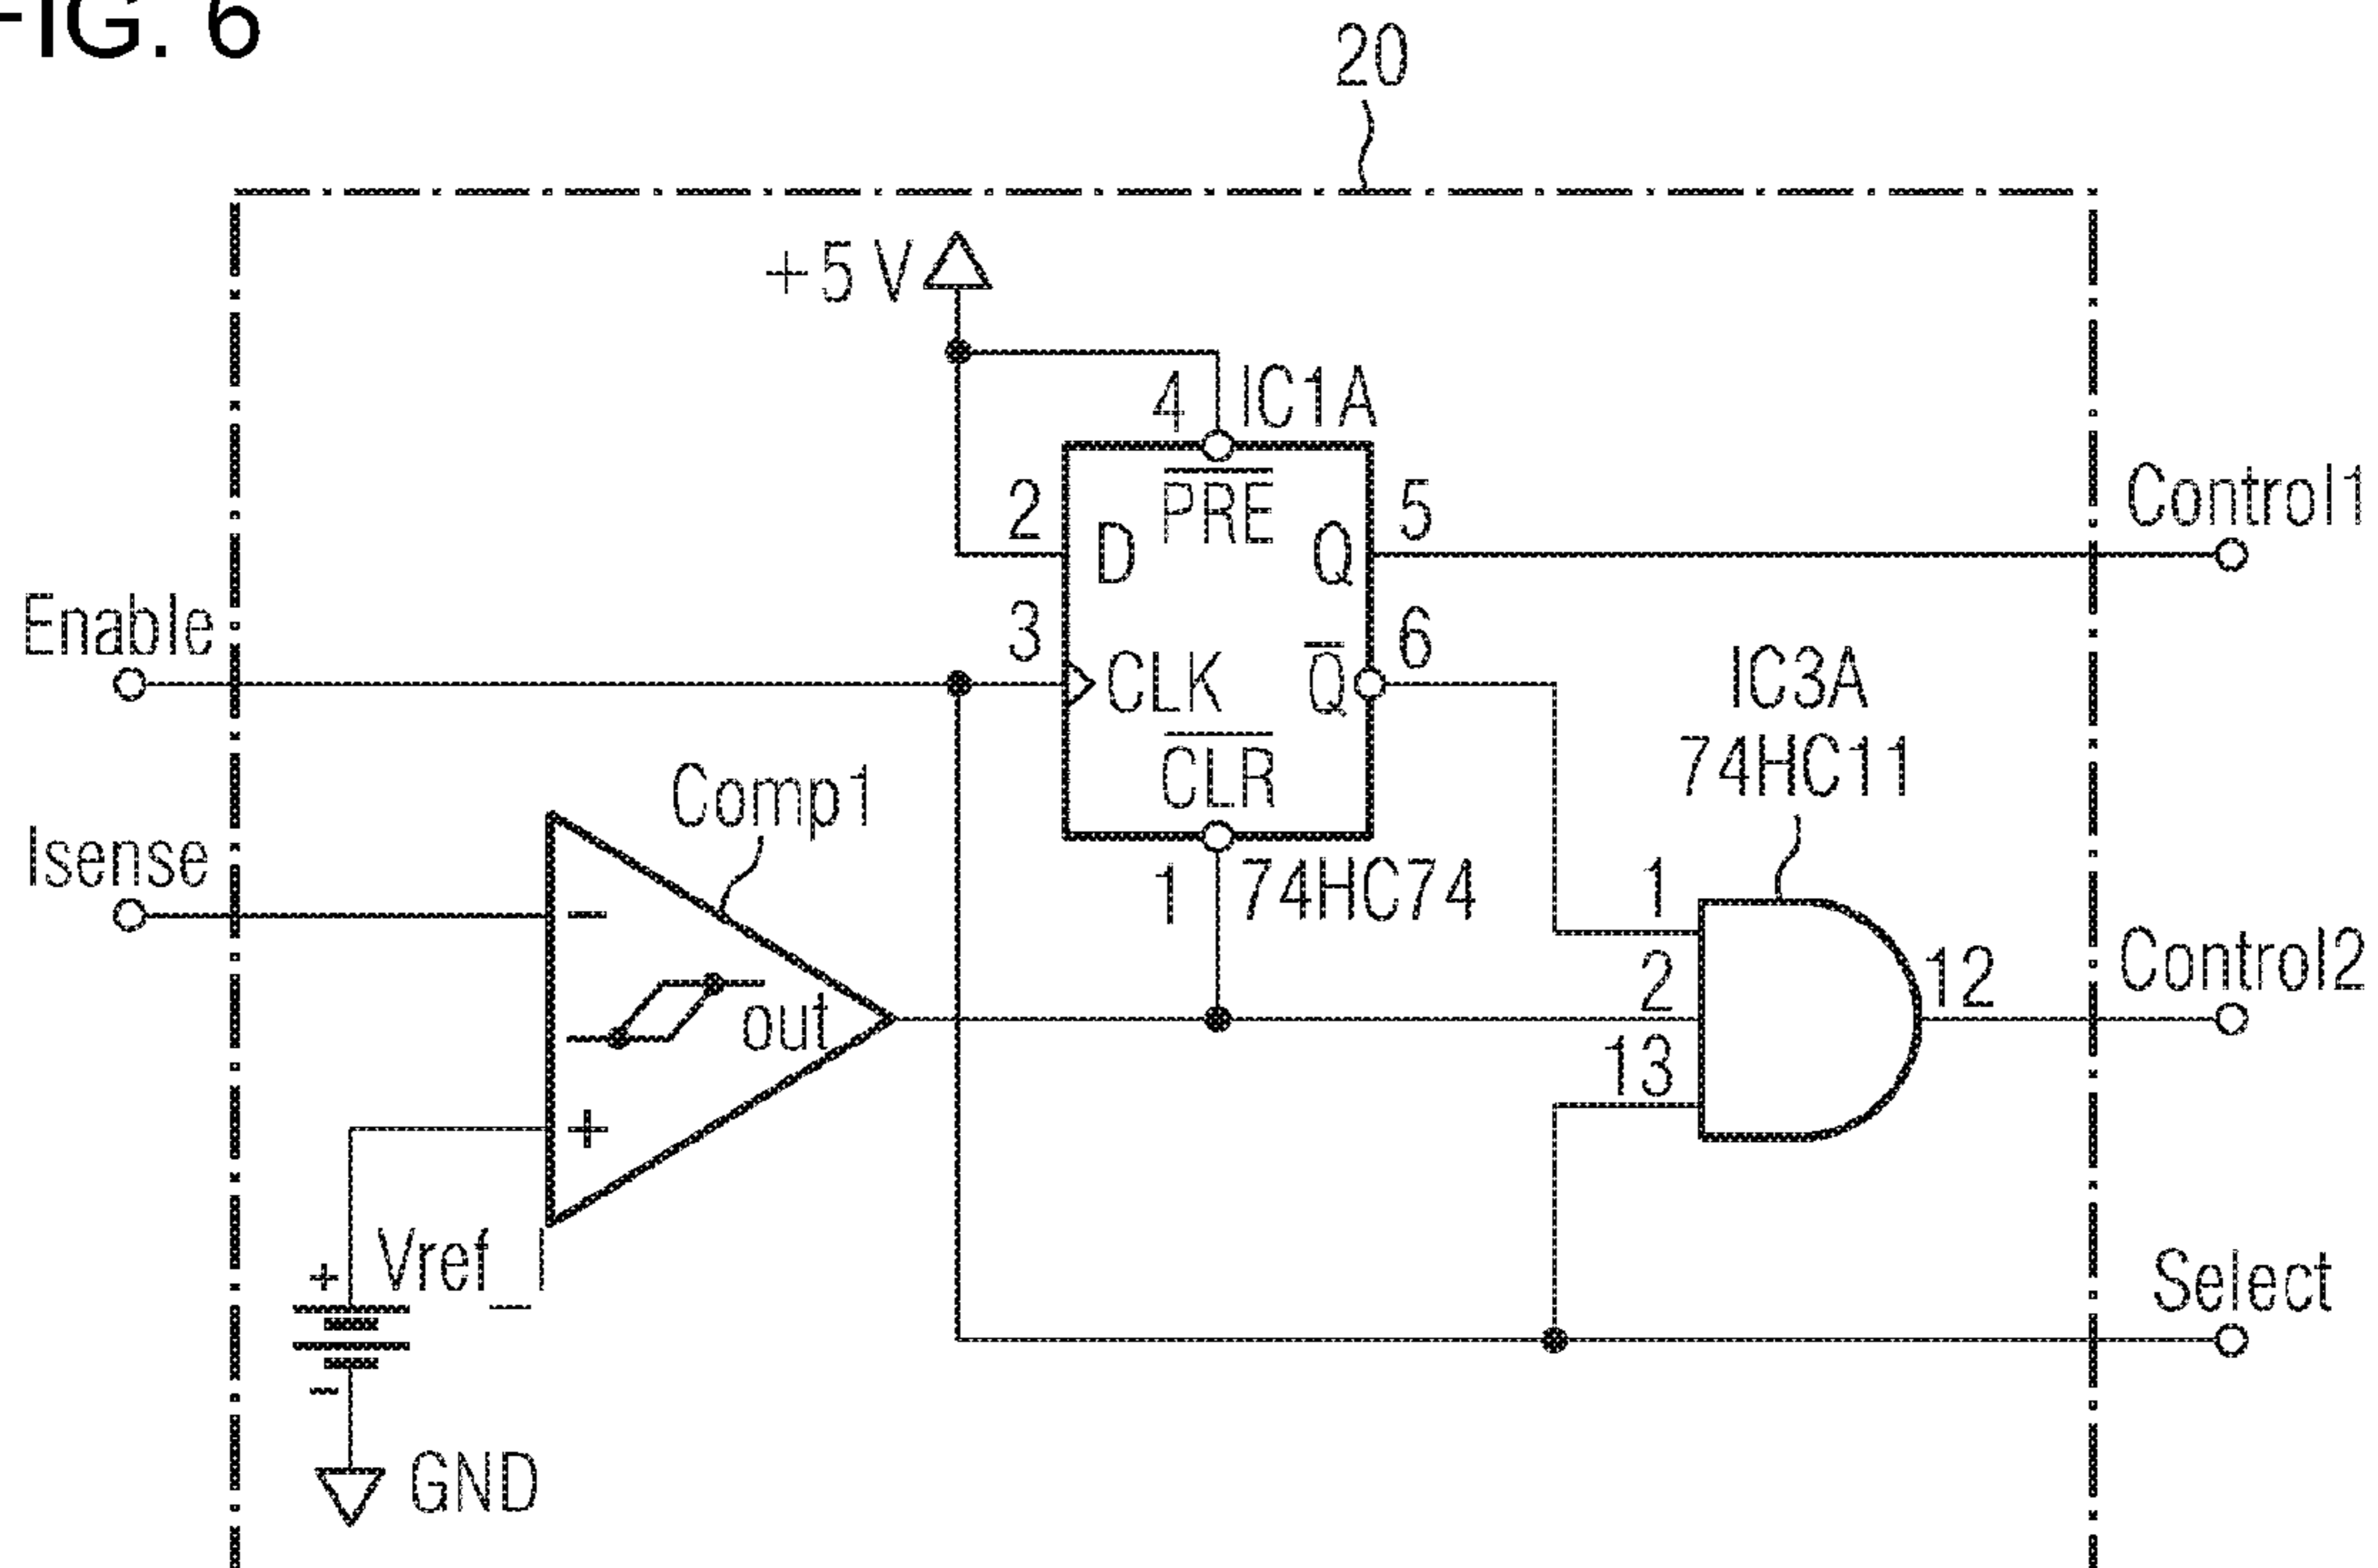 FIG. 6
20
+5 V
4 IC1A
2 D PRE Q 5
Control1
Enable
3 CLK Q 6
CLR
IC3A
74HC11
Comp1
Isense
1 74HC74
-
out
+
1
2
13
12
Control2
+ Vref_I
-
GND
Select